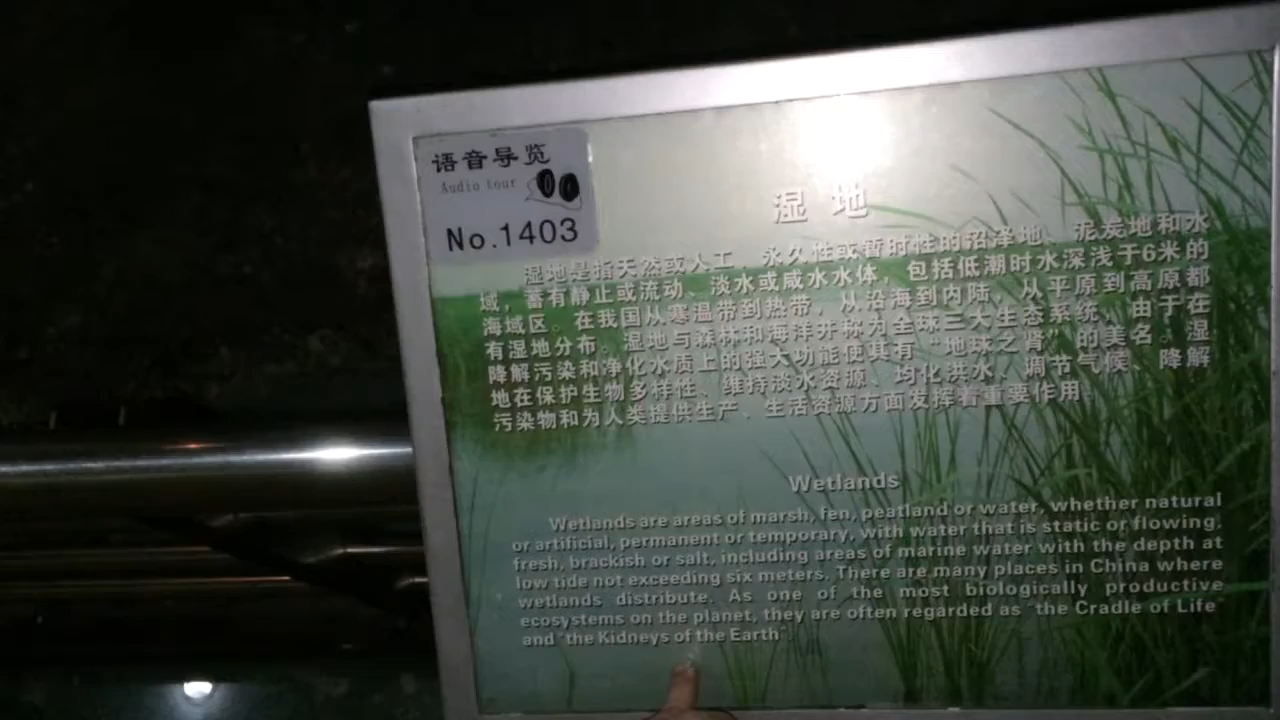 语音导览
Audio tour
No.1403
湿 地
湿地是指天然或人工、永久性或暂时性的沼泽地、泥炭地和水
域，蓄有静止或流动、淡水或咸水水体，包括低潮时水深浅于6米的
海域区。在我国从寒温带到热带，从沿海到内陆，从平原到高原都
有湿地分布。湿地与森林和海洋并称为全球三大生态系统，由于在
降解污染和净化水质上的强大功能使其有“地球之肾”的美名。湿
地在保护生物多样性、维持淡水资源、均化洪水、调节气候、降解
污染物和为人类提供生产、生活资源方面发挥着重要作用。
Wetlands
Wetlands are areas of marsh, fen, peatland or water, whether natural
or artificial, permanent or temporary, with water that is static or flowing.
fresh, brackish or salt, including areas of marine water with the depth at
low tide not exceeding six meters. There are many places in China where
wetlands distribute. As one of the most biologically productive
ecosystems on the planet, they are often regarded as "the Cradle of Life"
and "the Kidneys of the Earth"